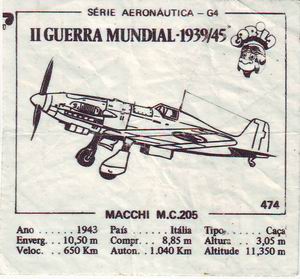 SÉRIE AERONÁUTICA - G4
II GUERRA MUNDIAL-1939/45
474
MACCHI M.C.205
Ano ..... 1943 País ..... Itália Tipo..... Caça
Enverg... 10,50 m Compr... 8,85 m Altura.... 3,05 m
Veloc... 650 Km Auton.. 1.040 Km Altitude 11,350 m